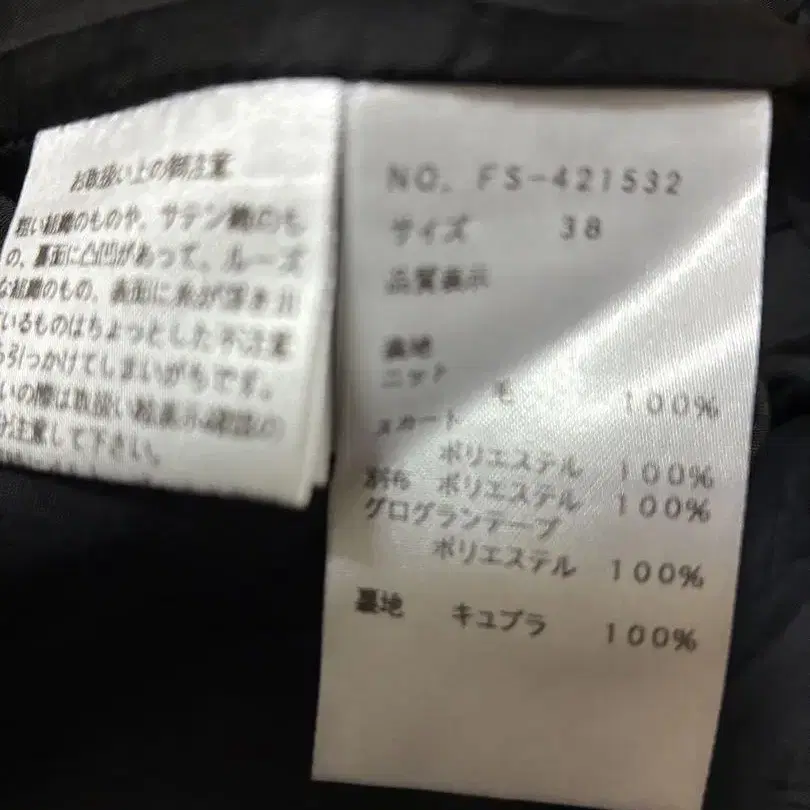 お取扱い上の御注意
粗い組織のものや、サテン織のも
の、裏面に凸凹があって、ルーズ
な組織のもの、表面に糸が浮き出
ているものはちょっとした不注意
引っかけてしまいがちです。
いの際は取扱い絵表示
注意して下さい。
NO. FS-421532
サイズ 38
品質表示
表地
ニット 毛 100%
スカート
ポリエステル 100%
別布 ポリエステル 100%
グログランテープ
ポリエステル 100%
裏地 キュプラ 100%